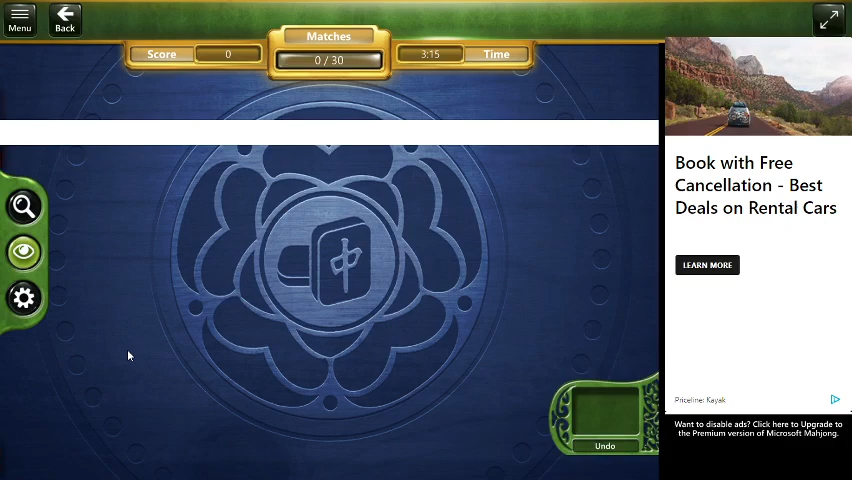 Menu
Back
Matches
0 / 30
Score
0
3:15
Time
中
Undo
Book with Free
Cancellation - Best
Deals on Rental Cars
LEARN MORE
Priceline: Kayak
Want to disable ads? Click here to Upgrade to
the Premium version of Microsoft Mahjong.